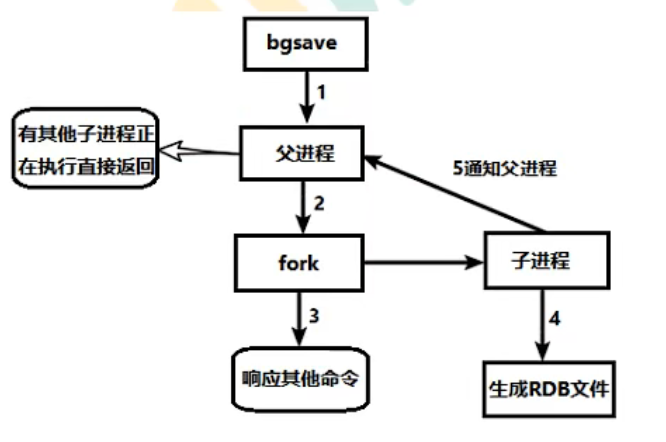 bgsave
1
有其他子进程正
在执行直接返回
父进程
5通知父进程
2
fork
子进程
3
4
响应其他命令
生成RDB文件